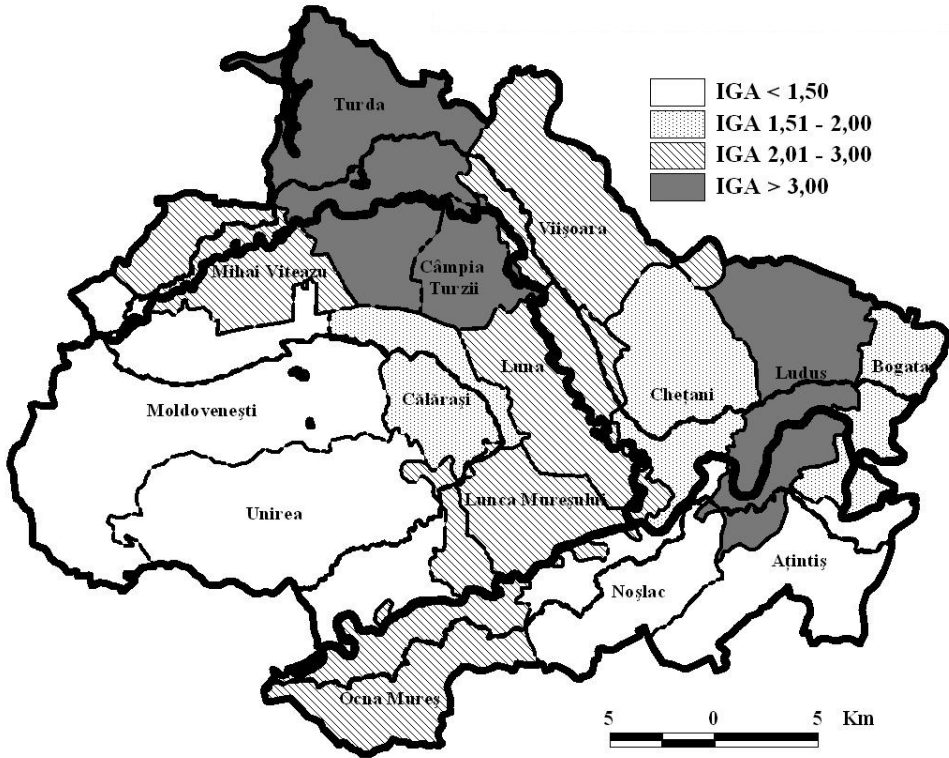 IGA < 1,50
Turda
IGA 1,51 - 2,00
IGA 2,01 - 3,00
IGA > 3,00
Viişoara
Mihai Viteazu
Câmpia
Turzii
Luna
Luduş
Bogata
Călăraşi
Chetani
Moldoveneşti
Lunca Mureşului
Unirea
Aţintiş
Noşlac
Ocna Mureş
5 0 5 Km